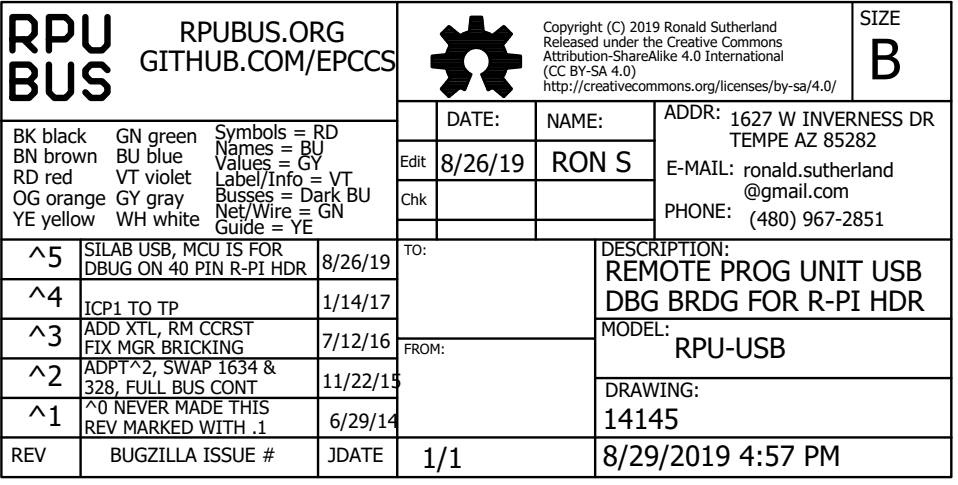 RPU
BUS
RPUBUS.ORG
GITHUB.COM/EPCCS
Copyright (C) 2019 Ronald Sutherland
Released under the Creative Commons
Attribution-ShareAlike 4.0 International
(CC BY-SA 4.0)
http://creativecommons.org/licenses/by-sa/4.0/
SIZE
B
BK black
BN brown
RD red
OG orange
YE yellow
GN green
BU blue
VT violet
GY gray
WH white
Symbols = RD
Names = BU
Values = GY
Label/Info = VT
Busses = Dark BU
Net/Wire = GN
Guide = YE
DATE:
NAME:
Edit
8/26/19
RON S
Chk
ADDR:
1627 W INVERNESS DR
TEMPE AZ 85282
E-MAIL:
ronald.sutherland
@gmail.com
PHONE:
(480) 967-2851
^5
SILAB USB, MCU IS FOR
DBUG ON 40 PIN R-PI HDR
8/26/19
^4
ICP1 TO TP
1/14/17
^3
ADD XTL, RM CCRST
FIX MGR BRICKING
7/12/16
^2
ADPT^2, SWAP 1634 &
328, FULL BUS CONT
11/22/15
^1
^0 NEVER MADE THIS
REV MARKED WITH .1
6/29/14
REV
BUGZILLA ISSUE #
JDATE
TO:
FROM:
1/1
DESCRIPTION:
REMOTE PROG UNIT USB
DBG BRDG FOR R-PI HDR
MODEL:
RPU-USB
DRAWING:
14145
8/29/2019 4:57 PM